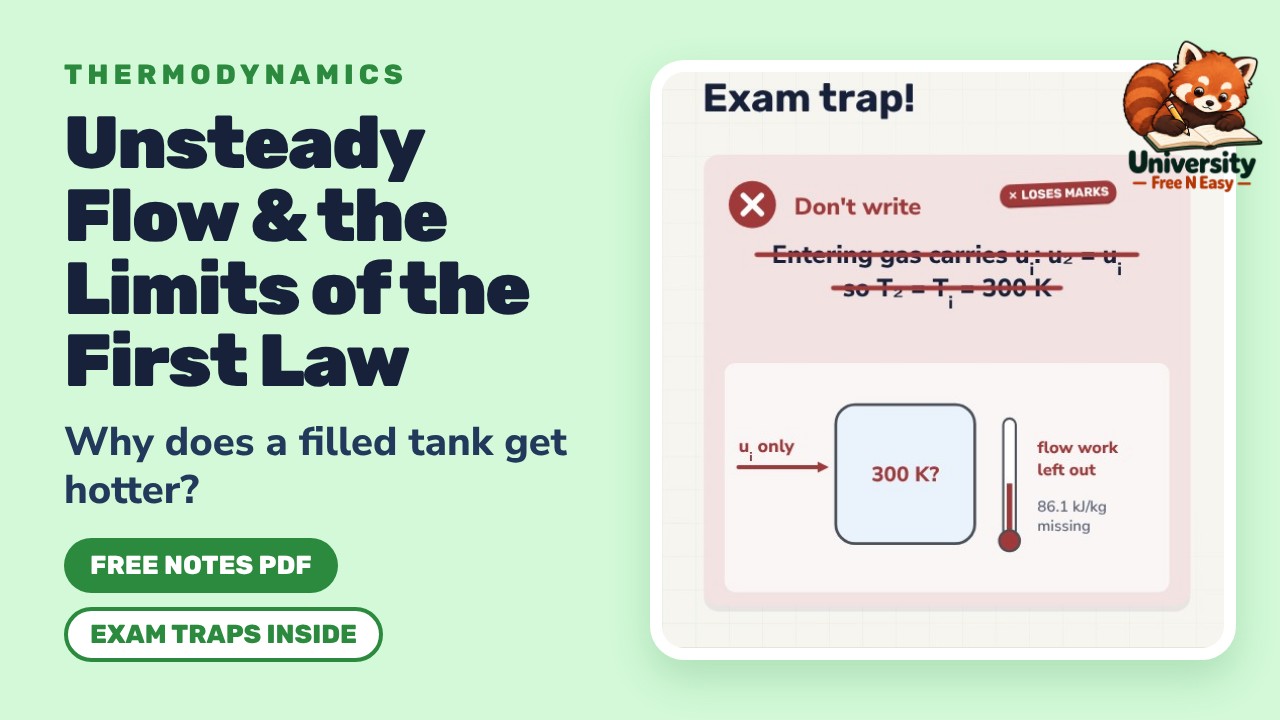 THERMODYNAMICS
Unsteady
Flow & the
Limits of the
First Law
Why does a filled tank get
hotter?
FREE NOTES PDF
EXAM TRAPS INSIDE
Exam trap!
Don't write
× LOSES MARKS
Entering gas carries uᵢ: u₂ = uᵢ
so T₂ = Tᵢ = 300 K
uᵢ only
300 K?
flow work
left out
86.1 kJ/kg
missing
University
Free N Easy